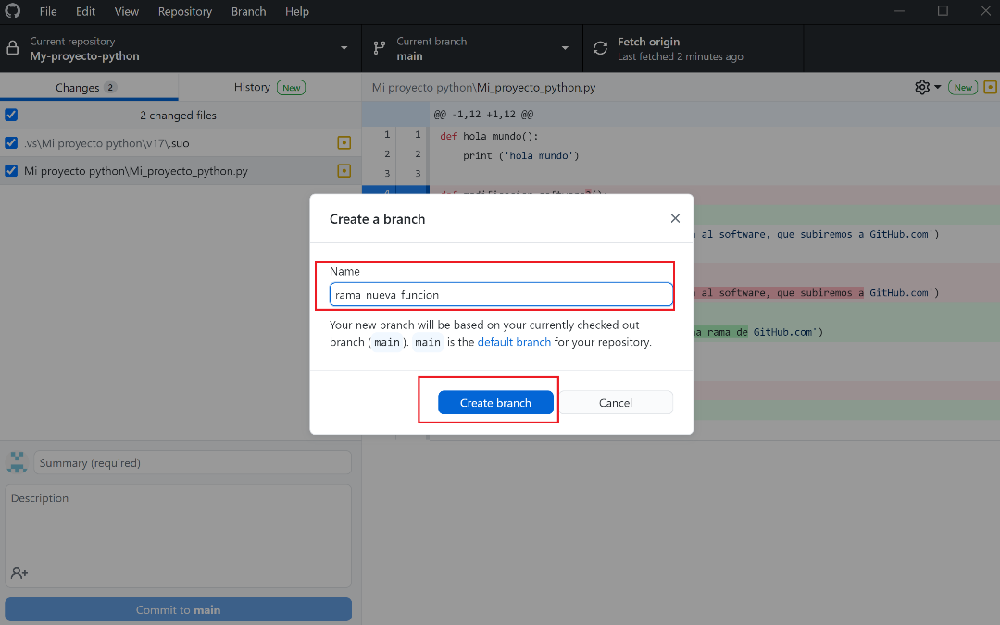 File Edit View Repository Branch Help
Current repository
My-proyecto-python
Current branch
main
Fetch origin
Last fetched 2 minutes ago
Changes 2
History New
Mi proyecto python\Mi_proyecto_python.py
New
2 changed files
.vs\Mi proyecto python\v17\.suo
Mi proyecto python\Mi_proyecto_python.py
@@ -1,12 +1,12 @@
1 1 def hola_mundo():
2 2 print ('hola mundo')
3 3
4
al software, que subiremos a GitHub.com')
al software, que subiremos a GitHub.com')
rama de GitHub.com')
Create a branch
Name
rama_nueva_funcion
Your new branch will be based on your currently checked out
branch (main). main is the default branch for your repository.
Create branch
Cancel
Summary (required)
Description
Commit to main